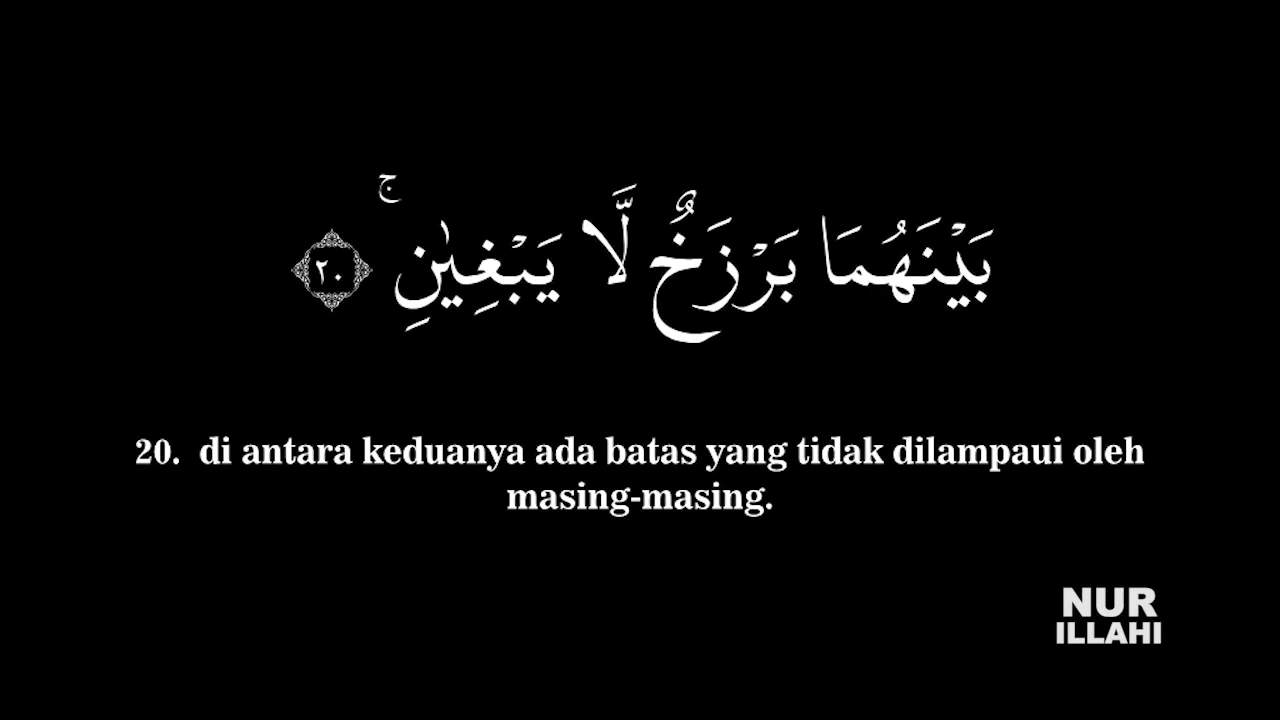 بَيْنَهُمَا بَرْزَخٌ لَّا يَبْغِيٰنِۚ ٢٠
20. di antara keduanya ada batas yang tidak dilampaui oleh
masing-masing.
NUR
ILLAHI